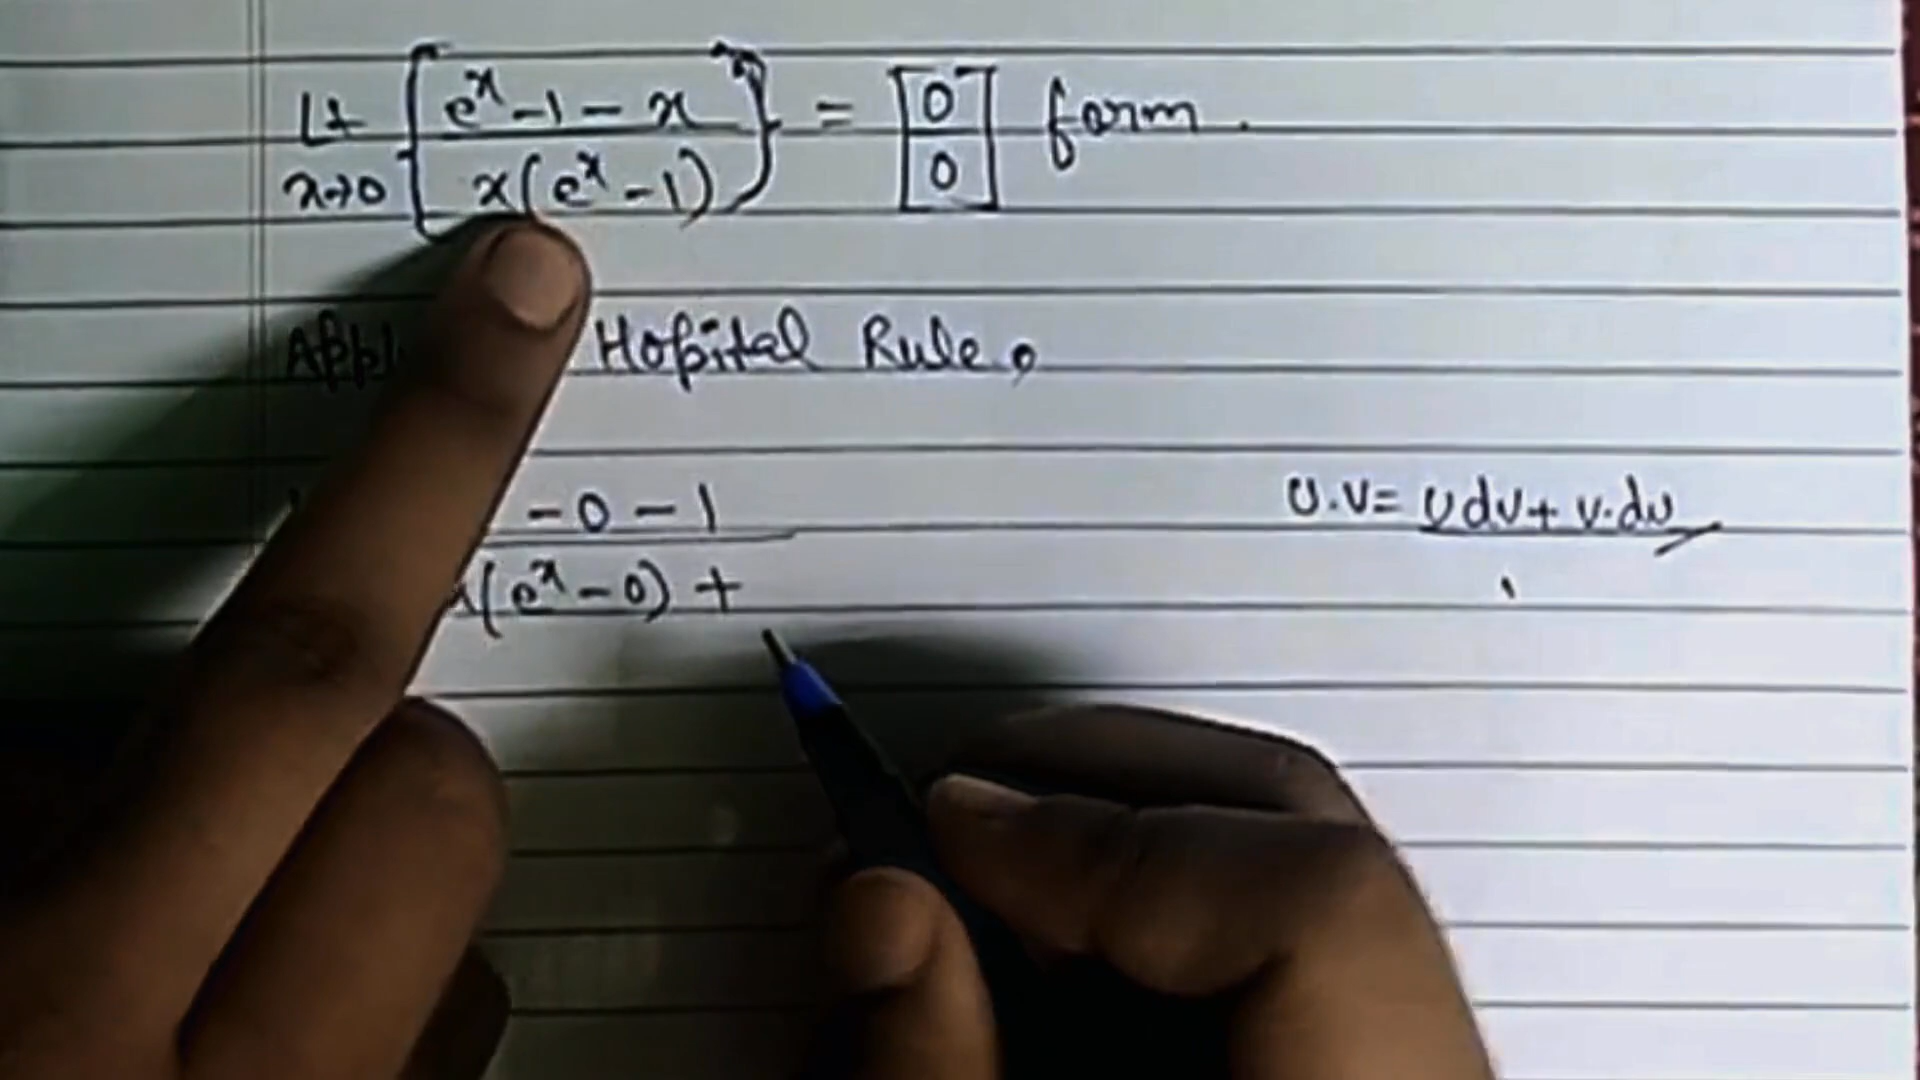 Lt { e^x - 1 - x / x(e^x - 1) } = [0/0] form.
x→0
Hopital Rule,
- 0 - 1
(e^x - 0) +
U.V = U dv + v.du